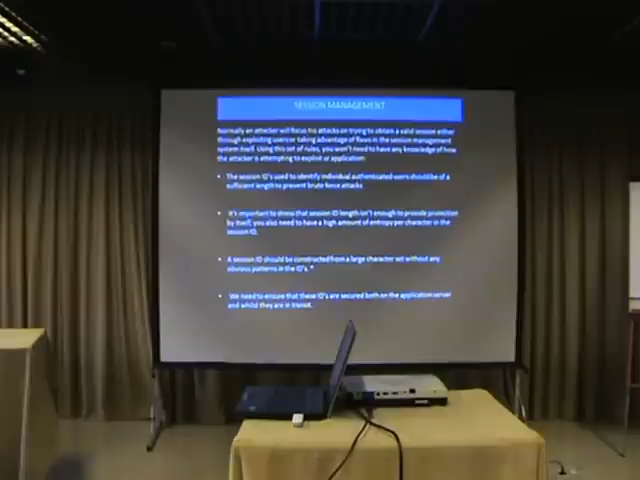 SESSION MANAGEMENT
Normally an attacker will focus his attacks on trying to obtain a valid session either
through exploiting users or taking advantage of flaws in the session management
system itself. Using this set of rules, you won't need to have any knowledge of how
the attacker is attempting to exploit or application:
• The session ID's used to identify individual authenticated users should be of a
sufficient length to prevent brute force attacks
• It's important to stress that session ID length isn't enough to provide protection
by itself; you also need to have a high amount of entropy per character in the
session ID.
• A session ID should be constructed from a large character set without any
obvious patterns in the ID's. *
• We need to ensure that these ID's are secured both on the application server
and whilst they are in transit.